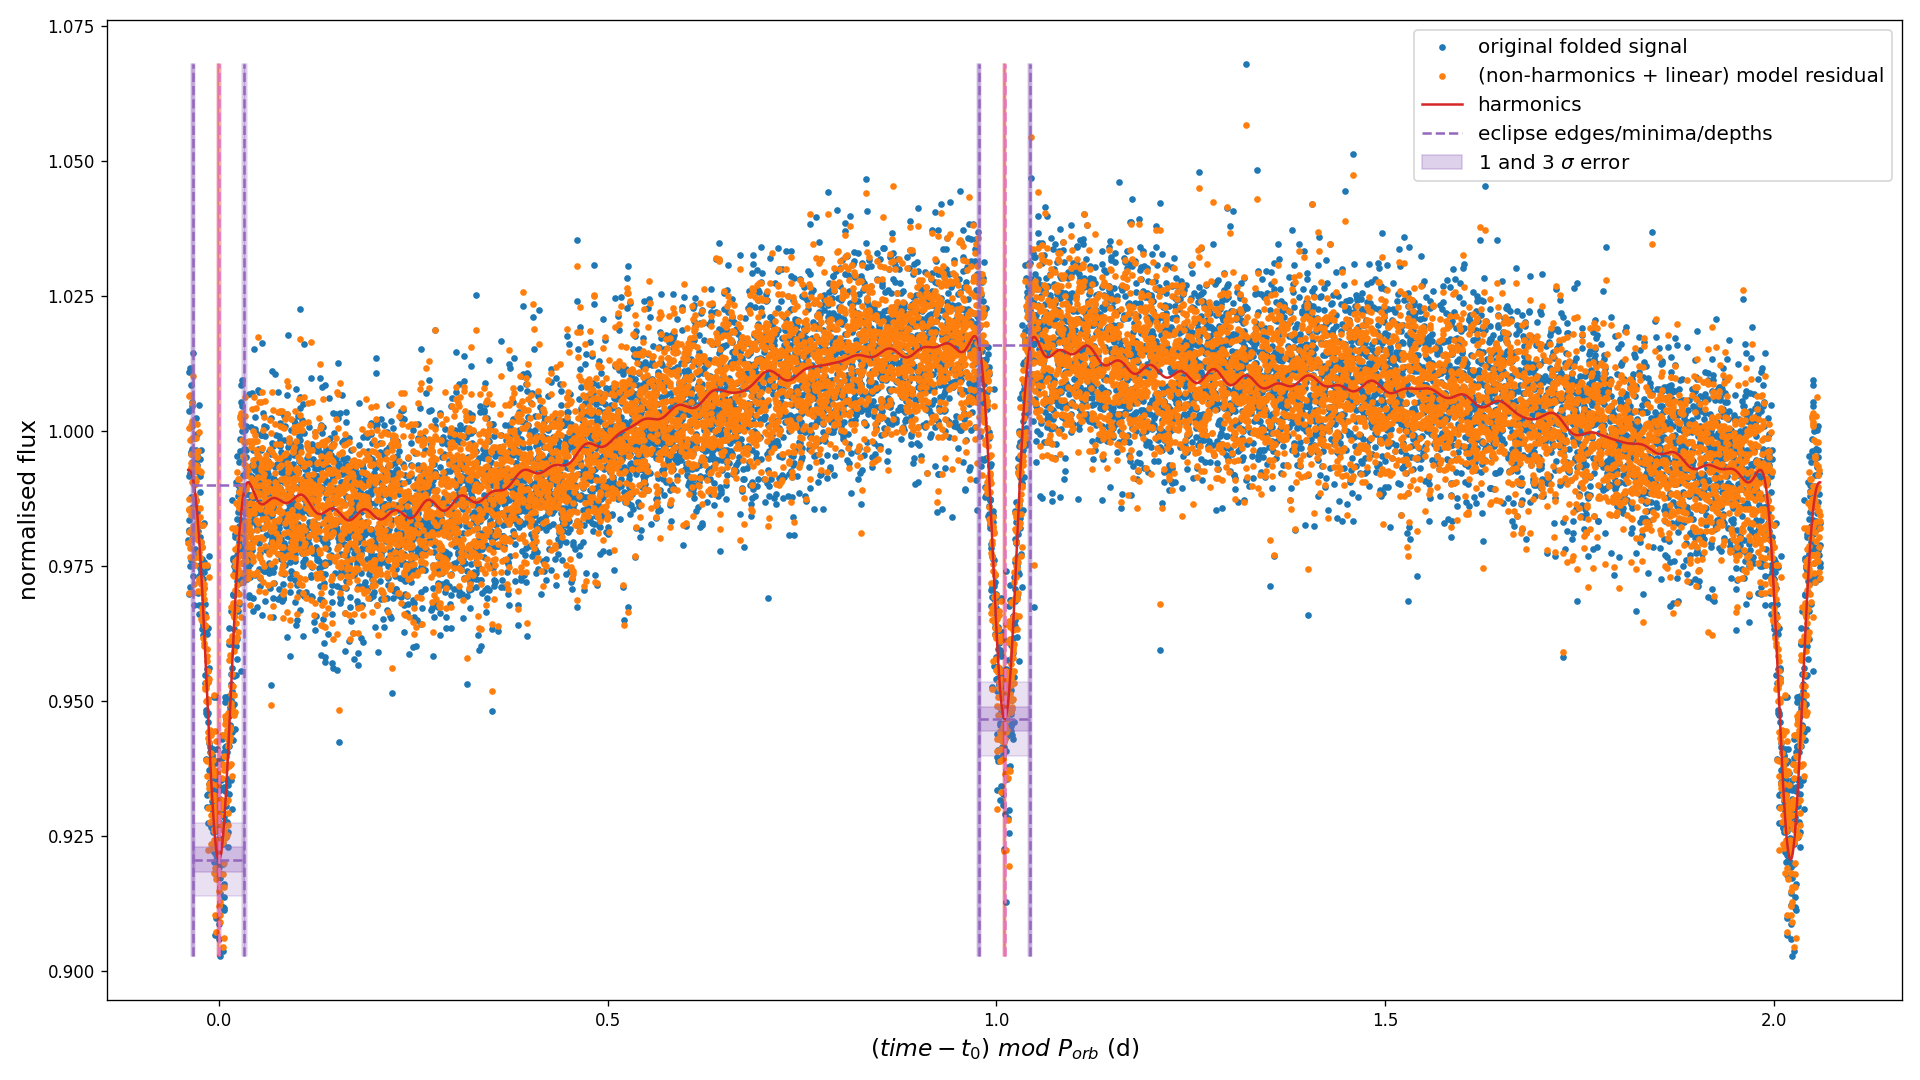 1.075
1.050
1.025
1.000
0.975
0.950
0.925
0.900
normalised flux
original folded signal
(non-harmonics + linear) model residual
harmonics
eclipse edges/minima/depths
1 and 3 σ error
0.0
0.5
1.0
1.5
2.0
(time − t₀) mod Pₒᵣb (d)